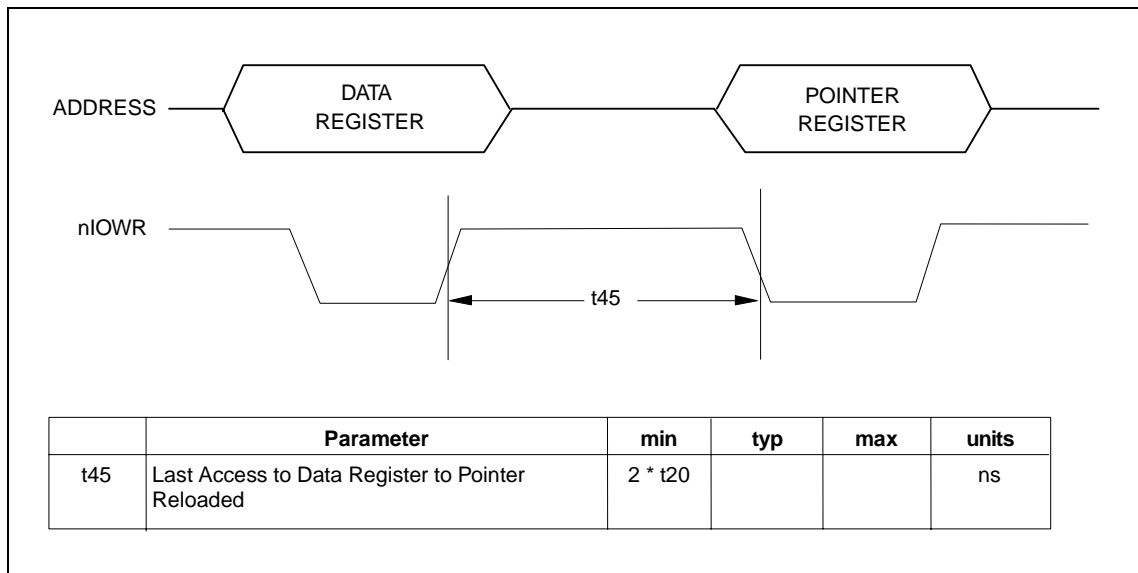 ADDRESS
DATA
REGISTER
POINTER
REGISTER
nIOWR
t45
Parameter min typ max units
t45 Last Access to Data Register to Pointer 2 * t20 ns
Reloaded